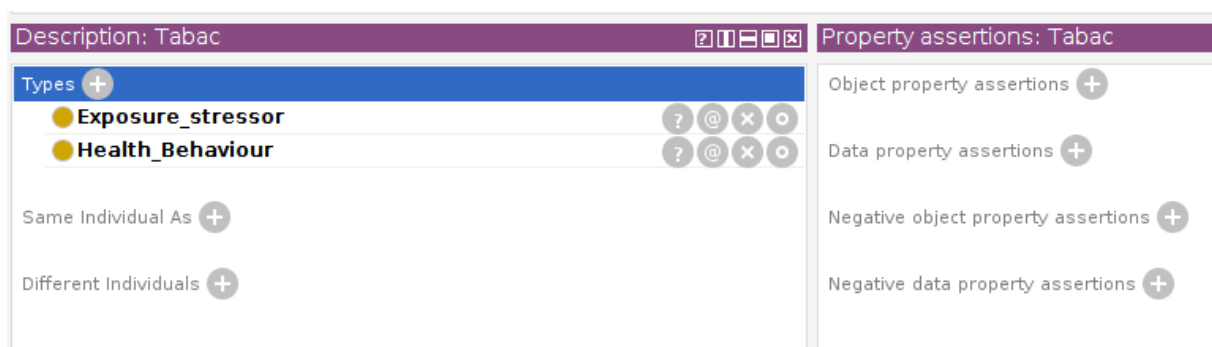 Description: Tabac
Types
Exposure_stressor
Health_Behaviour
Same Individual As
Different Individuals
Property assertions: Tabac
Object property assertions
Data property assertions
Negative object property assertions
Negative data property assertions